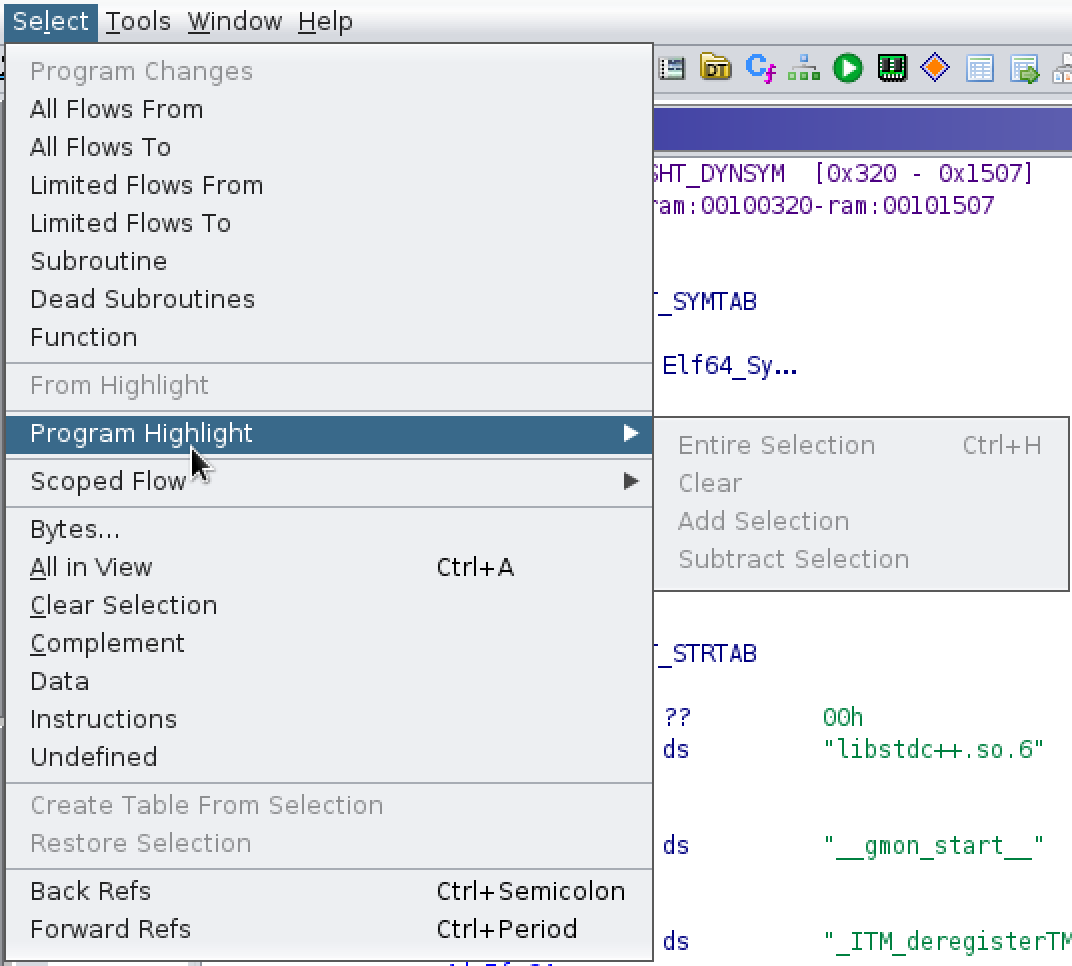 Select Tools Window Help
Program Changes
All Flows From
All Flows To
Limited Flows From
Limited Flows To
Subroutine
Dead Subroutines
Function
From Highlight
Program Highlight
Scoped Flow
Bytes...
All in View Ctrl+A
Clear Selection
Complement
Data
Instructions
Undefined
Create Table From Selection
Restore Selection
Back Refs Ctrl+Semicolon
Forward Refs Ctrl+Period
Entire Selection Ctrl+H
Clear
Add Selection
Subtract Selection
DT Cf
SHT_DYNSYM [0x320 - 0x1507]
ram:00100320-ram:00101507
T_SYMTAB
Elf64_Sy...
T_STRTAB
?? 00h
ds "libstdc++.so.6"
ds "__gmon_start__"
ds "_ITM_deregisterTM